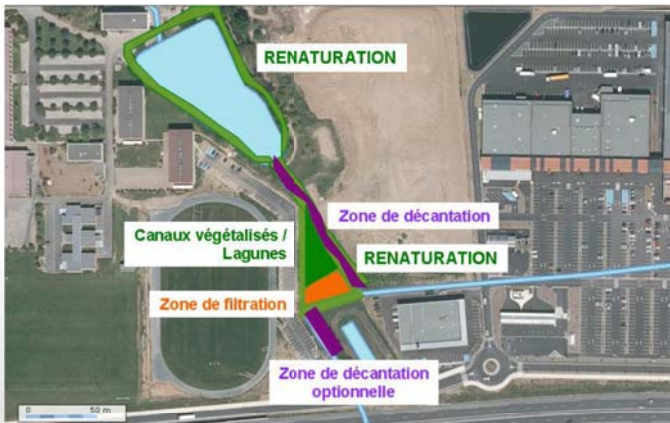 RENATURATION
Zone de décantation
Canaux végétalisés /
Lagunes
RENATURATION
Zone de filtration
Zone de décantation
optionnelle
0 50 m